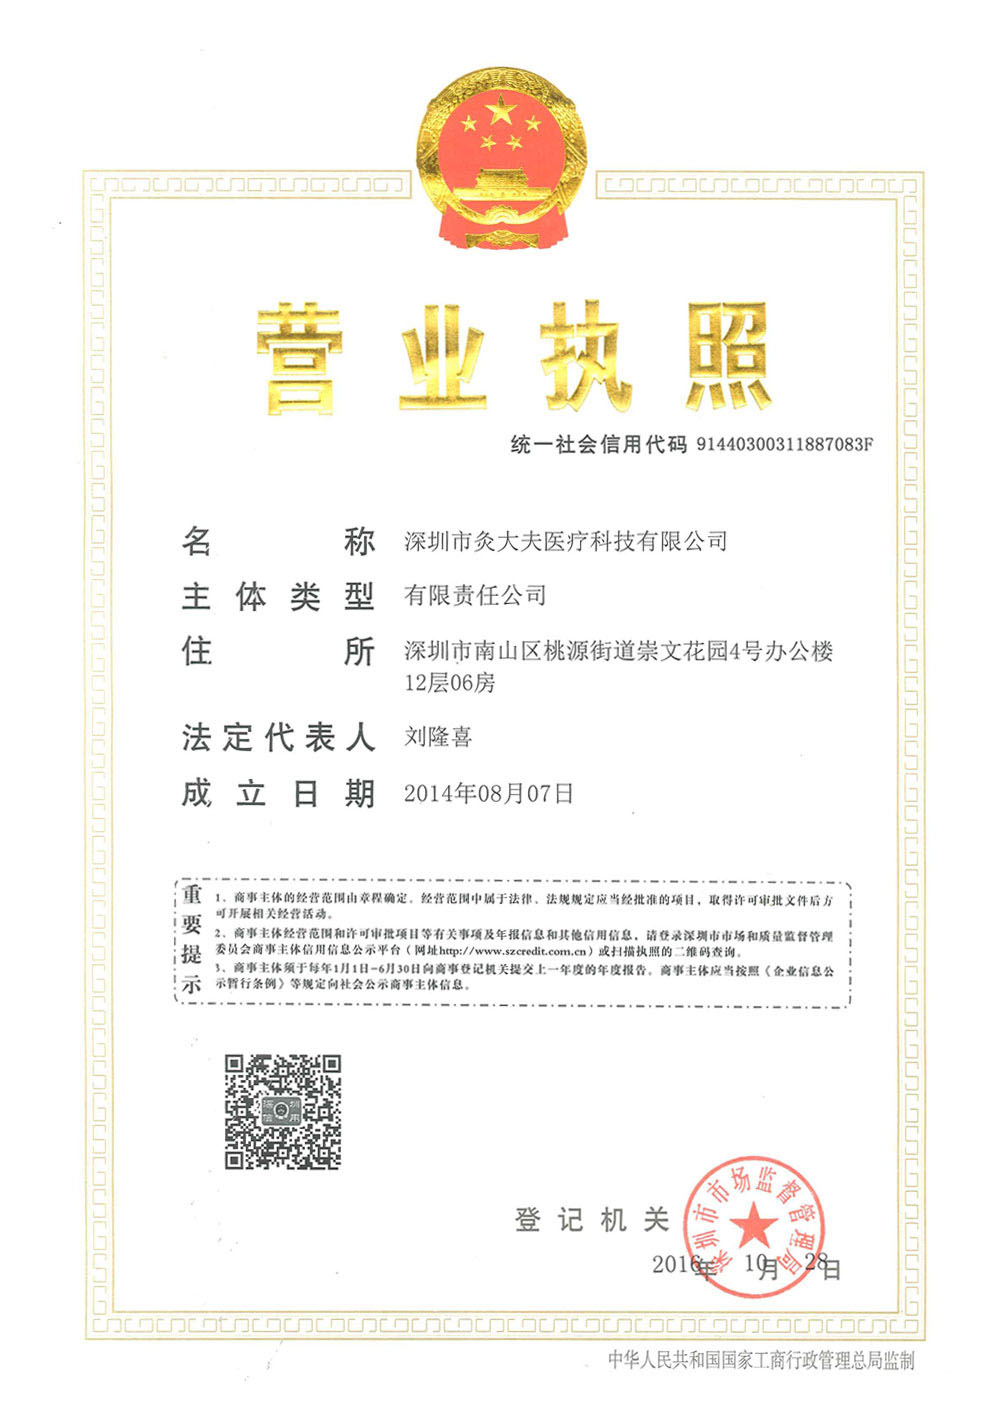 营业执照
统一社会信用代码 91440300311887083F
名称 深圳市灸大夫医疗科技有限公司
主体类型 有限责任公司
住所 深圳市南山区桃源街道崇文花园4号办公楼
12层06房
法定代表人 刘隆喜
成立日期 2014年08月07日
重要提示
1、商事主体的经营范围由章程确定。经营范围中属于法律、法规规定应当经批准的项目，取得许可审批文件后方
可开展相关经营活动。
2、商事主体经营范围和许可审批项目等有关事项及年报信息和其他信用信息，请登录深圳市市场和质量监督管理
委员会商事主体信用信息公示平台（网址http://www.szcredit.com.cn）或扫描执照的二维码查询。
3、商事主体须于每年1月1日-6月30日向商事登记机关提交上一年度的年度报告。商事主体应当按照《企业信息公
示暂行条例》等规定向社会公示商事主体信息。
深圳
信用
登记机关
深圳市市场监督管理局
2016年10月28日
中华人民共和国国家工商行政管理总局监制